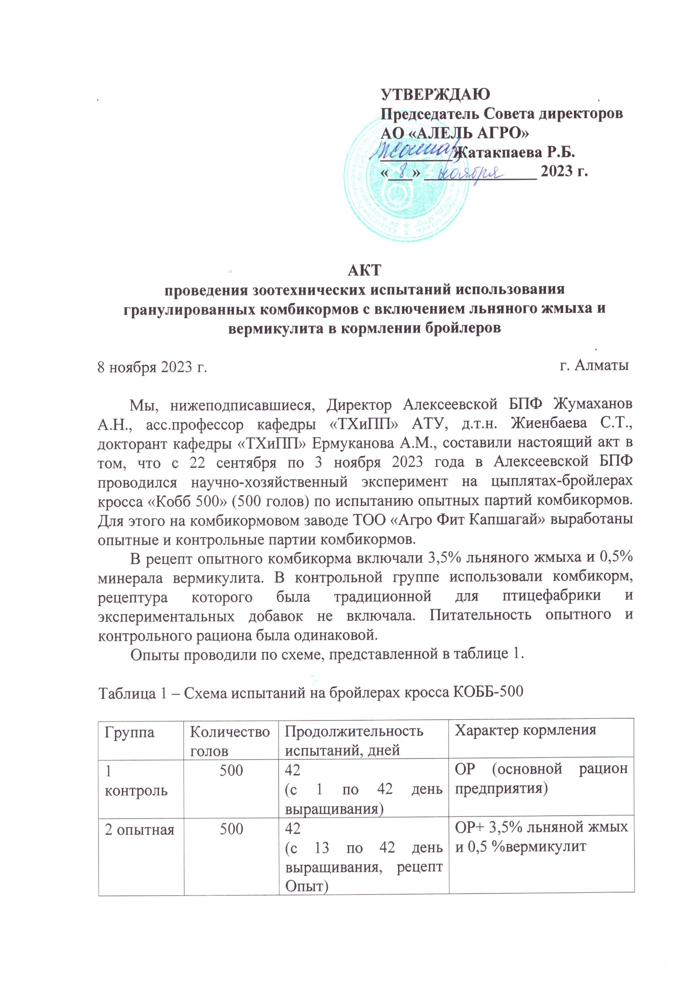 УТВЕРЖДАЮ
Председатель Совета директоров
АО «АЛЕЛЬ АГРО»
Жатакпаева Р.Б.
«8» ноября 2023 г.
АКТ
проведения зоотехнических испытаний использования
гранулированных комбикормов с включением льняного жмыха и
вермикулита в кормлении бройлеров
8 ноября 2023 г. г. Алматы
Мы, нижеподписавшиеся, Директор Алексеевской БПФ Жумаханов
А.Н., асс.профессор кафедры «ТХиПП» АТУ, д.т.н. Жиенбаева С.Т.,
докторант кафедры «ТХиПП» Ермуканова А.М., составили настоящий акт в
том, что с 22 сентября по 3 ноября 2023 года в Алексеевской БПФ
проводился научно-хозяйственный эксперимент на цыплятах-бройлерах
кросса «Кобб 500» (500 голов) по испытанию опытных партий комбикормов.
Для этого на комбикормовом заводе ТОО «Агро Фит Капшагай» выработаны
опытные и контрольные партии комбикормов.
В рецепт опытного комбикорма включали 3,5% льняного жмыха и 0,5%
минерала вермикулита. В контрольной группе использовали комбикорм,
рецептура которого была традиционной для птицефабрики и
экспериментальных добавок не включала. Питательность опытного и
контрольного рациона была одинаковой.
Опыты проводили по схеме, представленной в таблице 1.
Таблица 1 – Схема испытаний на бройлерах кросса КОББ-500
Группа
Количество
голов
Продолжительность
испытаний, дней
Характер кормления
1
контроль
500
42
(с 1 по 42 день
выращивания)
ОР (основной рацион
предприятия)
2 опытная
500
42
(с 13 по 42 день
выращивания, рецепт
Опыт)
ОР+ 3,5% льняной жмых
и 0,5 %вермикулит